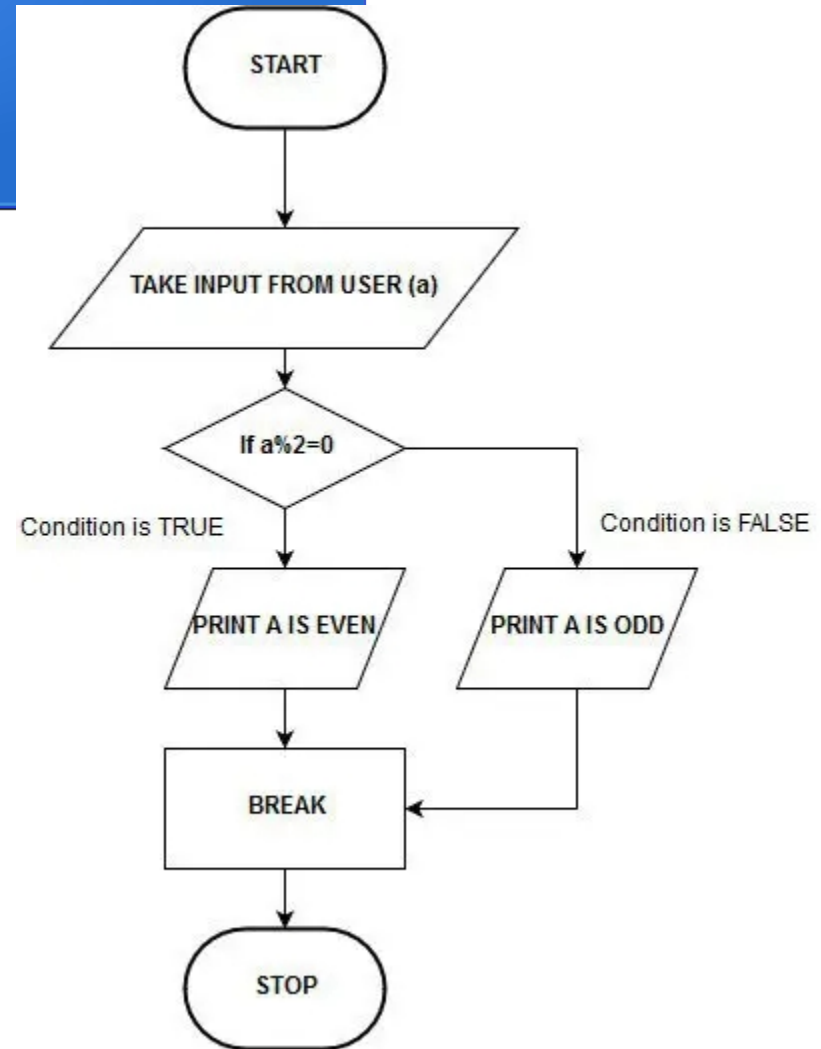 START
TAKE INPUT FROM USER (a)
If a%2=0
Condition is TRUE
Condition is FALSE
PRINT A IS EVEN
PRINT A IS ODD
BREAK
STOP